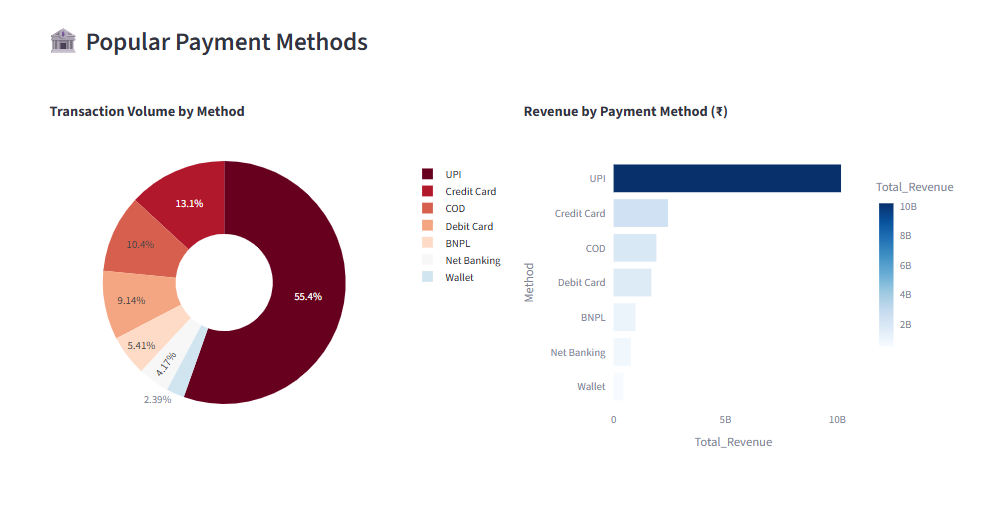 Popular Payment Methods
Transaction Volume by Method
55.4%
13.1%
10.4%
9.14%
5.41%
4.17%
2.39%
UPI
Credit Card
COD
Debit Card
BNPL
Net Banking
Wallet
Revenue by Payment Method (₹)
Method
UPI
Credit Card
COD
Debit Card
BNPL
Net Banking
Wallet
0
5B
10B
Total_Revenue
Total_Revenue
10B
8B
6B
4B
2B